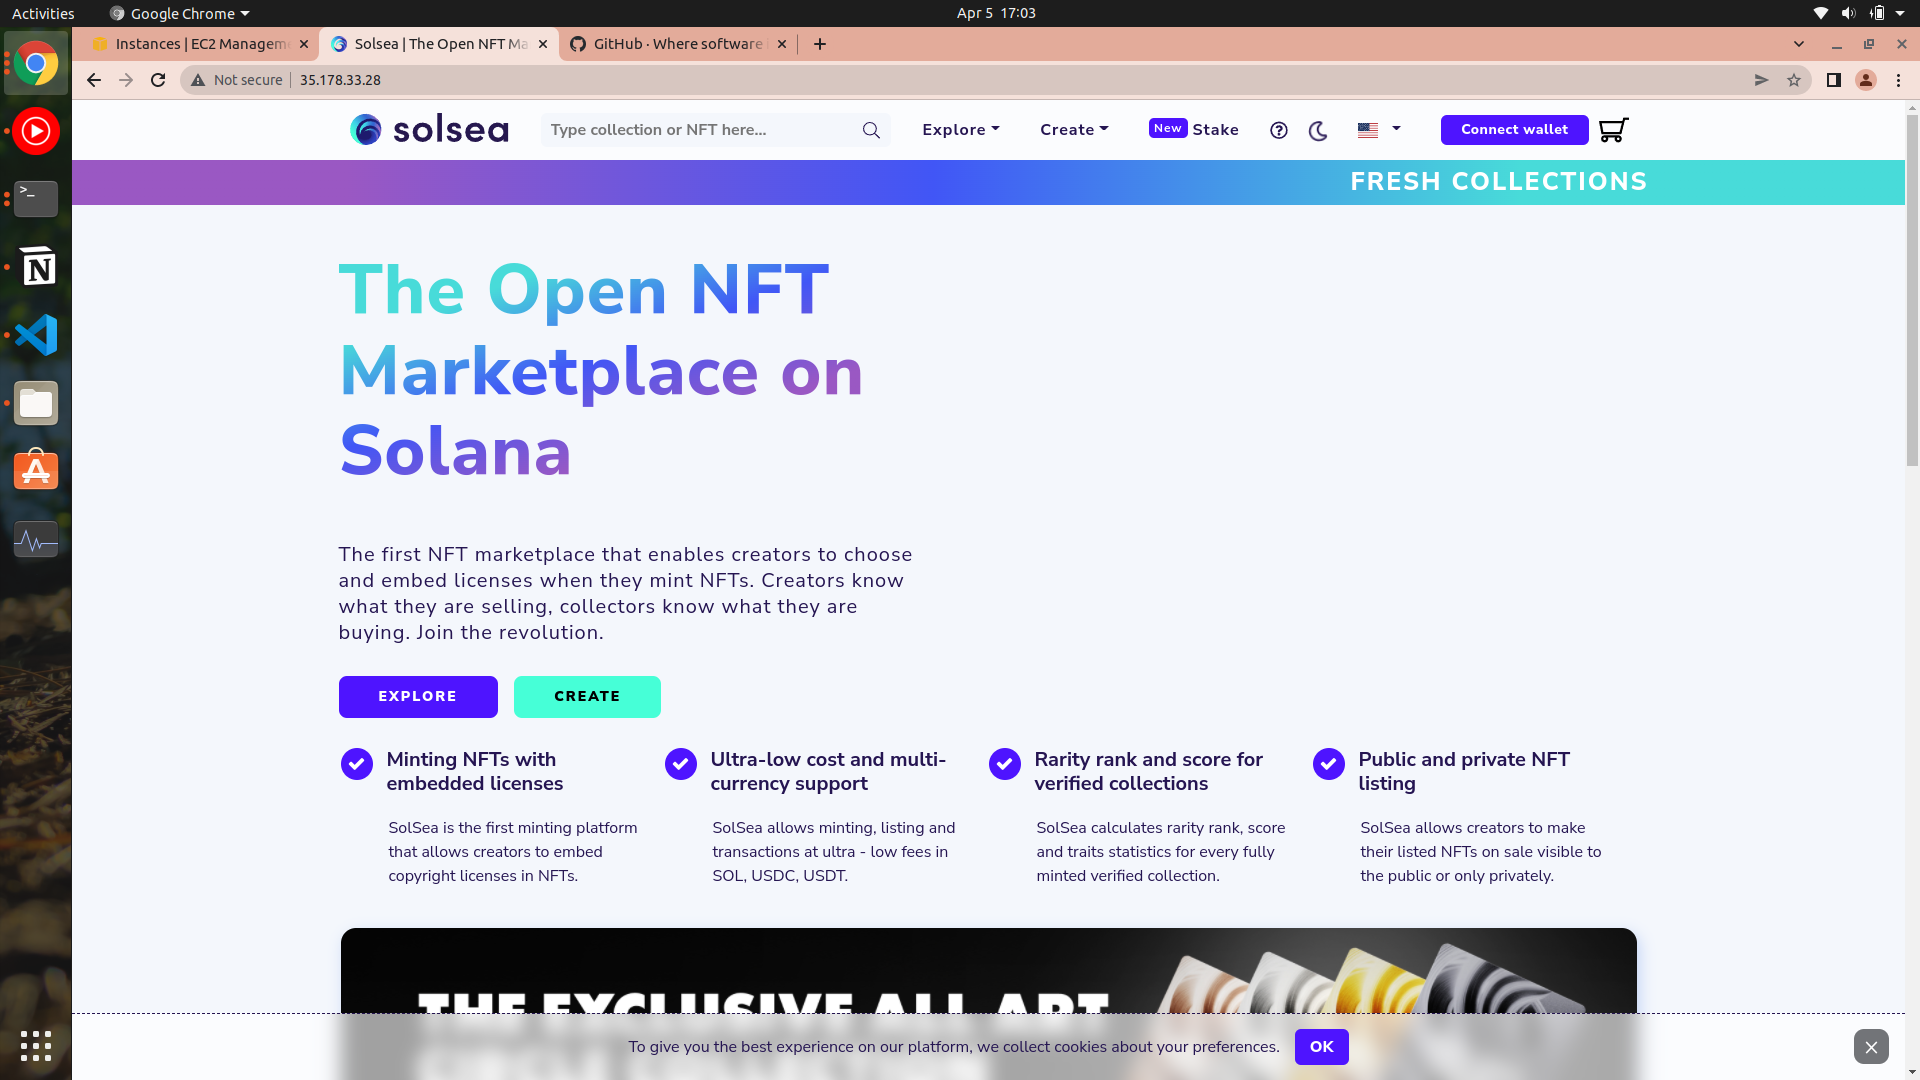 Activities
Google Chrome
Apr 5 17:03
Instances | EC2 Managem
Solsea | The Open NFT Ma
GitHub · Where software
Not secure
35.178.33.28
solsea
Type collection or NFT here...
Explore
Create
New
Stake
Connect wallet
FRESH COLLECTIONS
The Open NFT
Marketplace on
Solana
The first NFT marketplace that enables creators to choose
and embed licenses when they mint NFTs. Creators know
what they are selling, collectors know what they are
buying. Join the revolution.
EXPLORE
CREATE
Minting NFTs with
embedded licenses
SolSea is the first minting platform
that allows creators to embed
copyright licenses in NFTs.
Ultra-low cost and multi-
currency support
SolSea allows minting, listing and
transactions at ultra - low fees in
SOL, USDC, USDT.
Rarity rank and score for
verified collections
SolSea calculates rarity rank, score
and traits statistics for every fully
minted verified collection.
Public and private NFT
listing
SolSea allows creators to make
their listed NFTs on sale visible to
the public or only privately.
THE EXCLUSIVE ALL ART
To give you the best experience on our platform, we collect cookies about your preferences.
OK